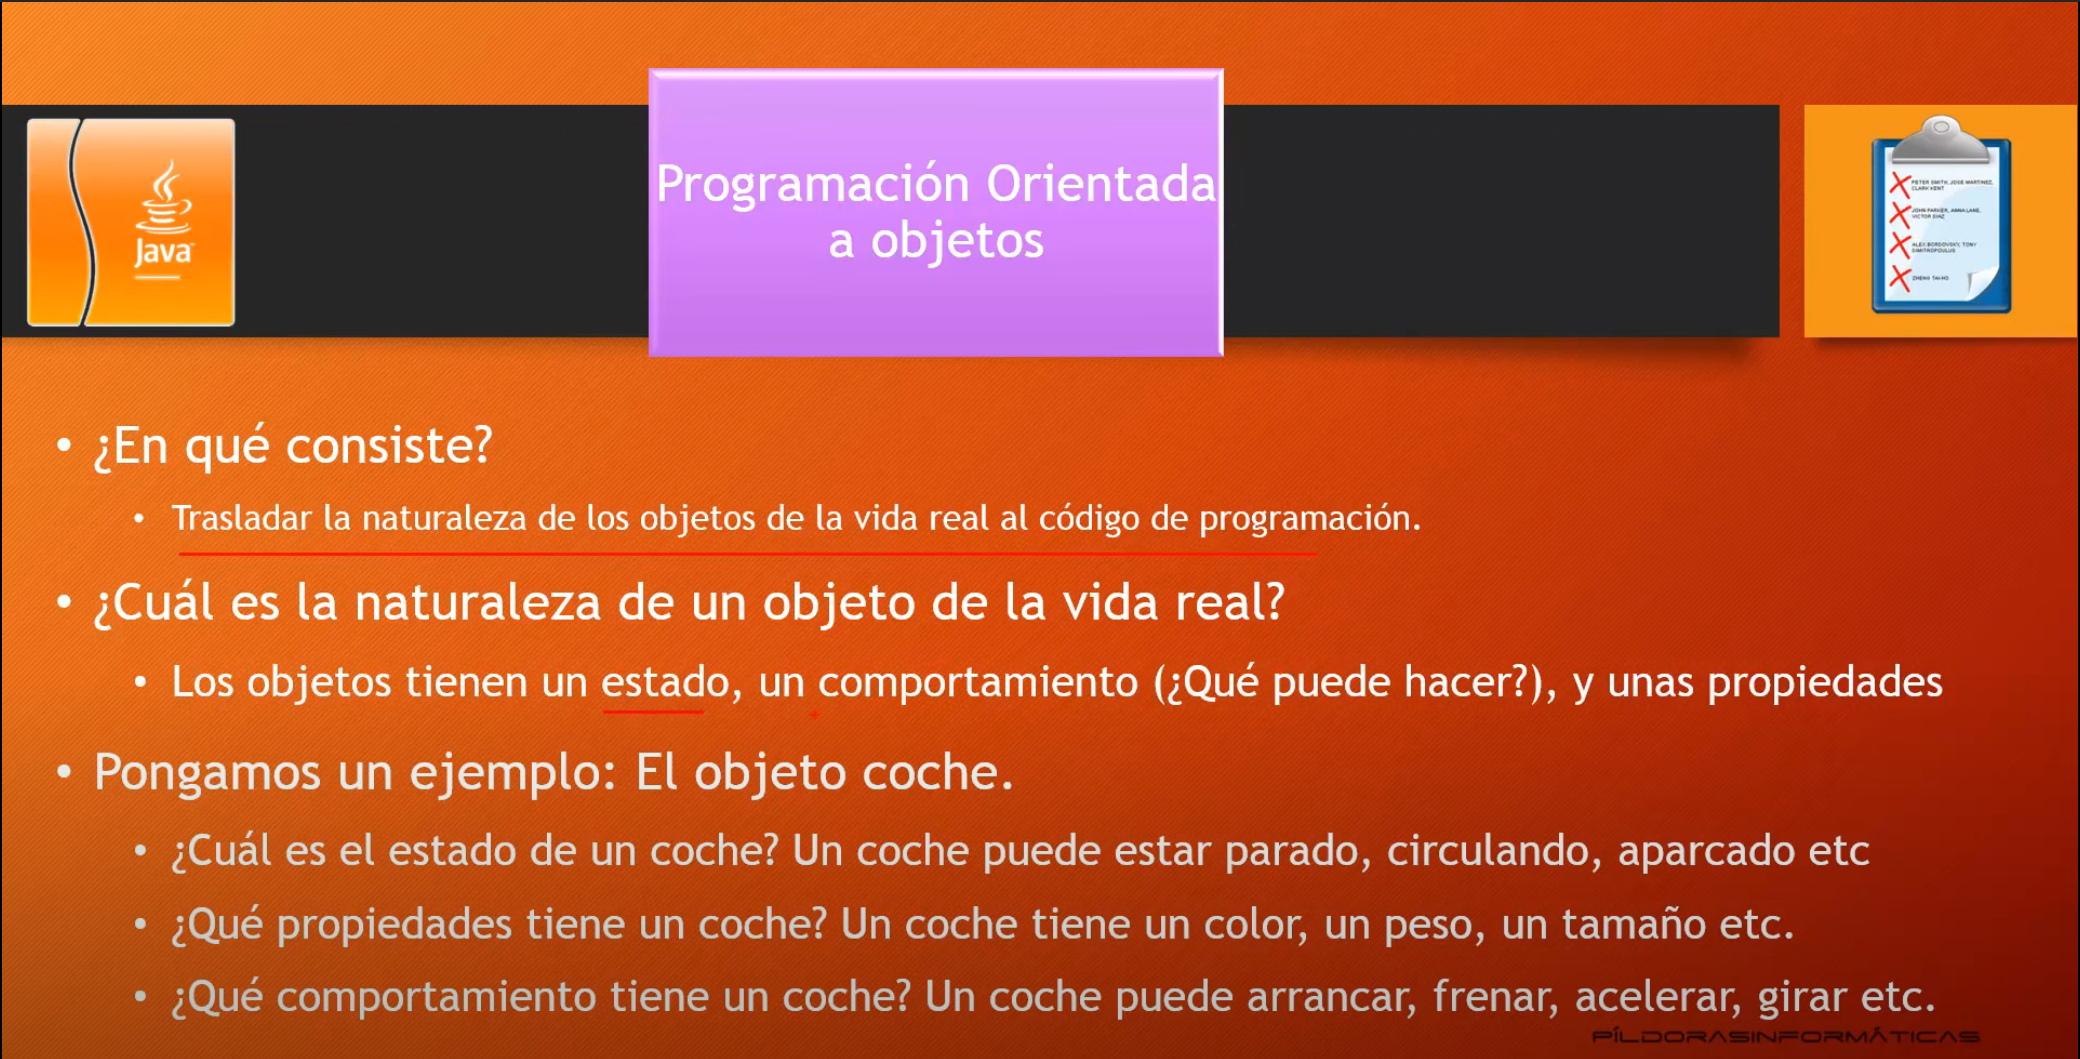 Programación Orientada
a objetos
Java
PETER SMITH, JOSE MARTINEZ,
CLARK KENT
JOHN PARKER, ANNA LANE,
VICTOR DIAZ
ALEX BORDOVSKY, TONY
DIMITROPOULUS
ZHENG TAI-HO
• ¿En qué consiste?
• Trasladar la naturaleza de los objetos de la vida real al código de programación.
• ¿Cuál es la naturaleza de un objeto de la vida real?
• Los objetos tienen un estado, un comportamiento (¿Qué puede hacer?), y unas propiedades
• Pongamos un ejemplo: El objeto coche.
• ¿Cuál es el estado de un coche? Un coche puede estar parado, circulando, aparcado etc
• ¿Qué propiedades tiene un coche? Un coche tiene un color, un peso, un tamaño etc.
• ¿Qué comportamiento tiene un coche? Un coche puede arrancar, frenar, acelerar, girar etc.
PÍLDORASINFORMÁTICAS